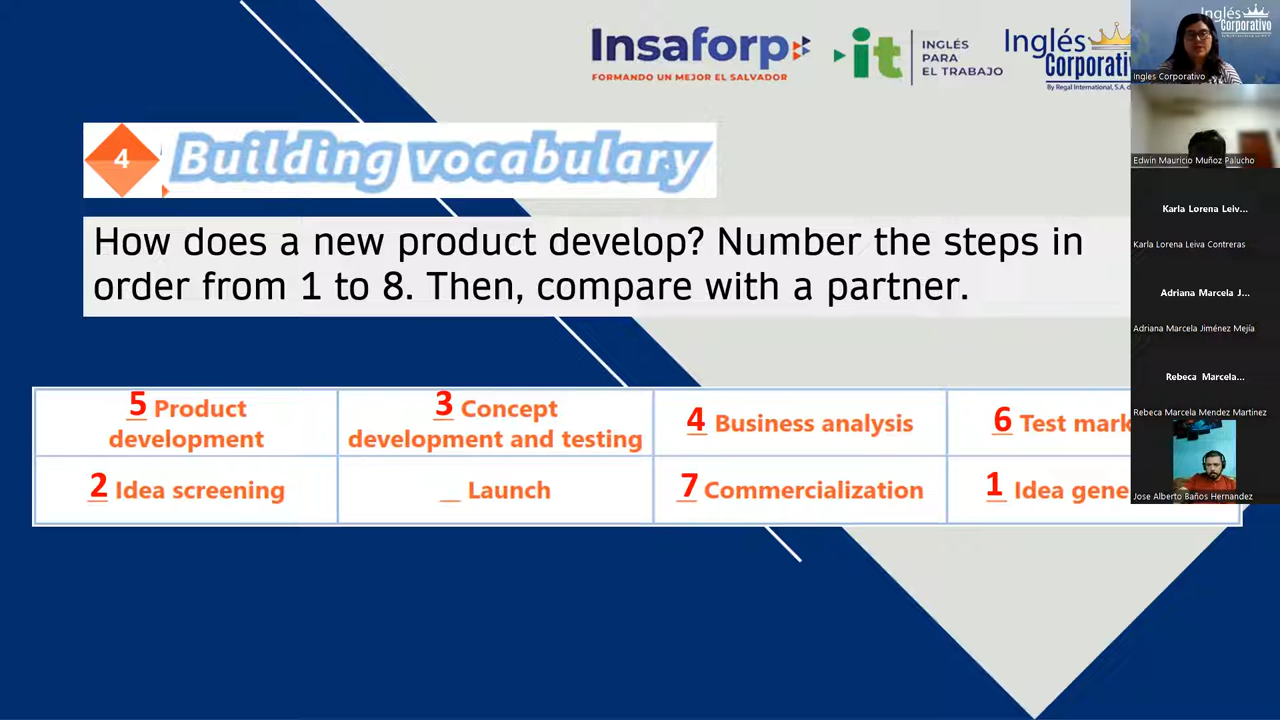 Insaforp
FORMANDO UN MEJOR EL SALVADOR
it
INGLÉS
PARA
EL TRABAJO
Inglés
By Regal International, S.A. d
4
Building vocabulary
How does a new product develop? Number the steps in
order from 1 to 8. Then, compare with a partner.
5 Product
development
3 Concept
development and testing
4 Business analysis
6 Test
2 Idea screening
__ Launch
7 Commercialization
1 Idea
Inglés
Corporativo
Ingles Corporativo
Edwin Mauricio Muñoz Palucho
Karla Lorena Leiv...
Karla Lorena Leiva Contreras
Adriana Marcela J...
Adriana Marcela Jiménez Mejía
Rebeca Marcela...
Rebeca Marcela Mendez Martinez
Jose Alberto Baños Hernandez